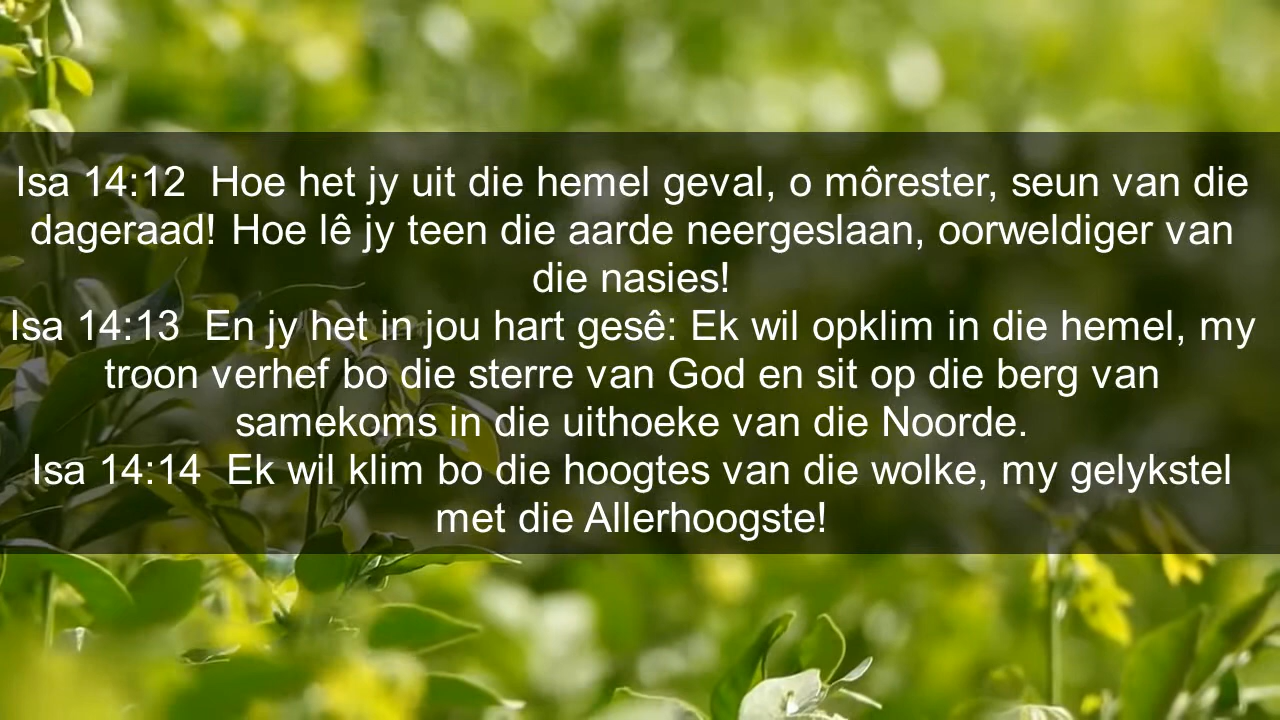 Isa 14:12  Hoe het jy uit die hemel geval, o môrester, seun van die
dageraad! Hoe lê jy teen die aarde neergeslaan, oorweldiger van
die nasies!
Isa 14:13  En jy het in jou hart gesê: Ek wil opklim in die hemel, my
troon verhef bo die sterre van God en sit op die berg van
samekoms in die uithoeke van die Noorde.
Isa 14:14  Ek wil klim bo die hoogtes van die wolke, my gelykstel
met die Allerhoogste!